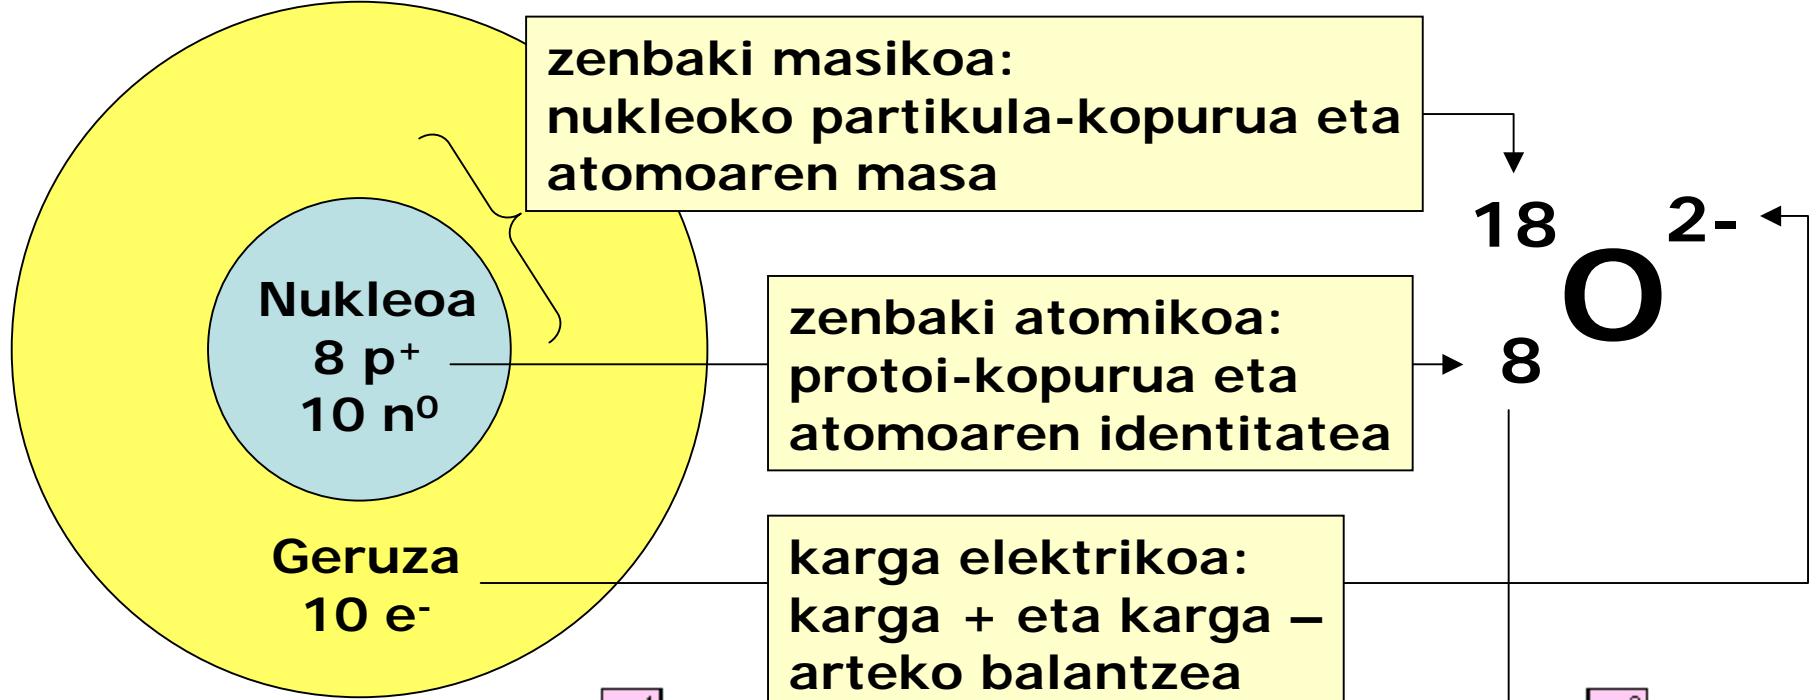 zenbaki masikoa:
nukleoko partikula-kopurua eta
atomoaren masa
18
2-
O
8
Nukleoa
8 p⁺
10 n⁰
zenbaki atomikoa:
protoi-kopurua eta
atomoaren identitatea
Geruza
10 e⁻
karga elektrikoa:
karga + eta karga –
arteko balantzea